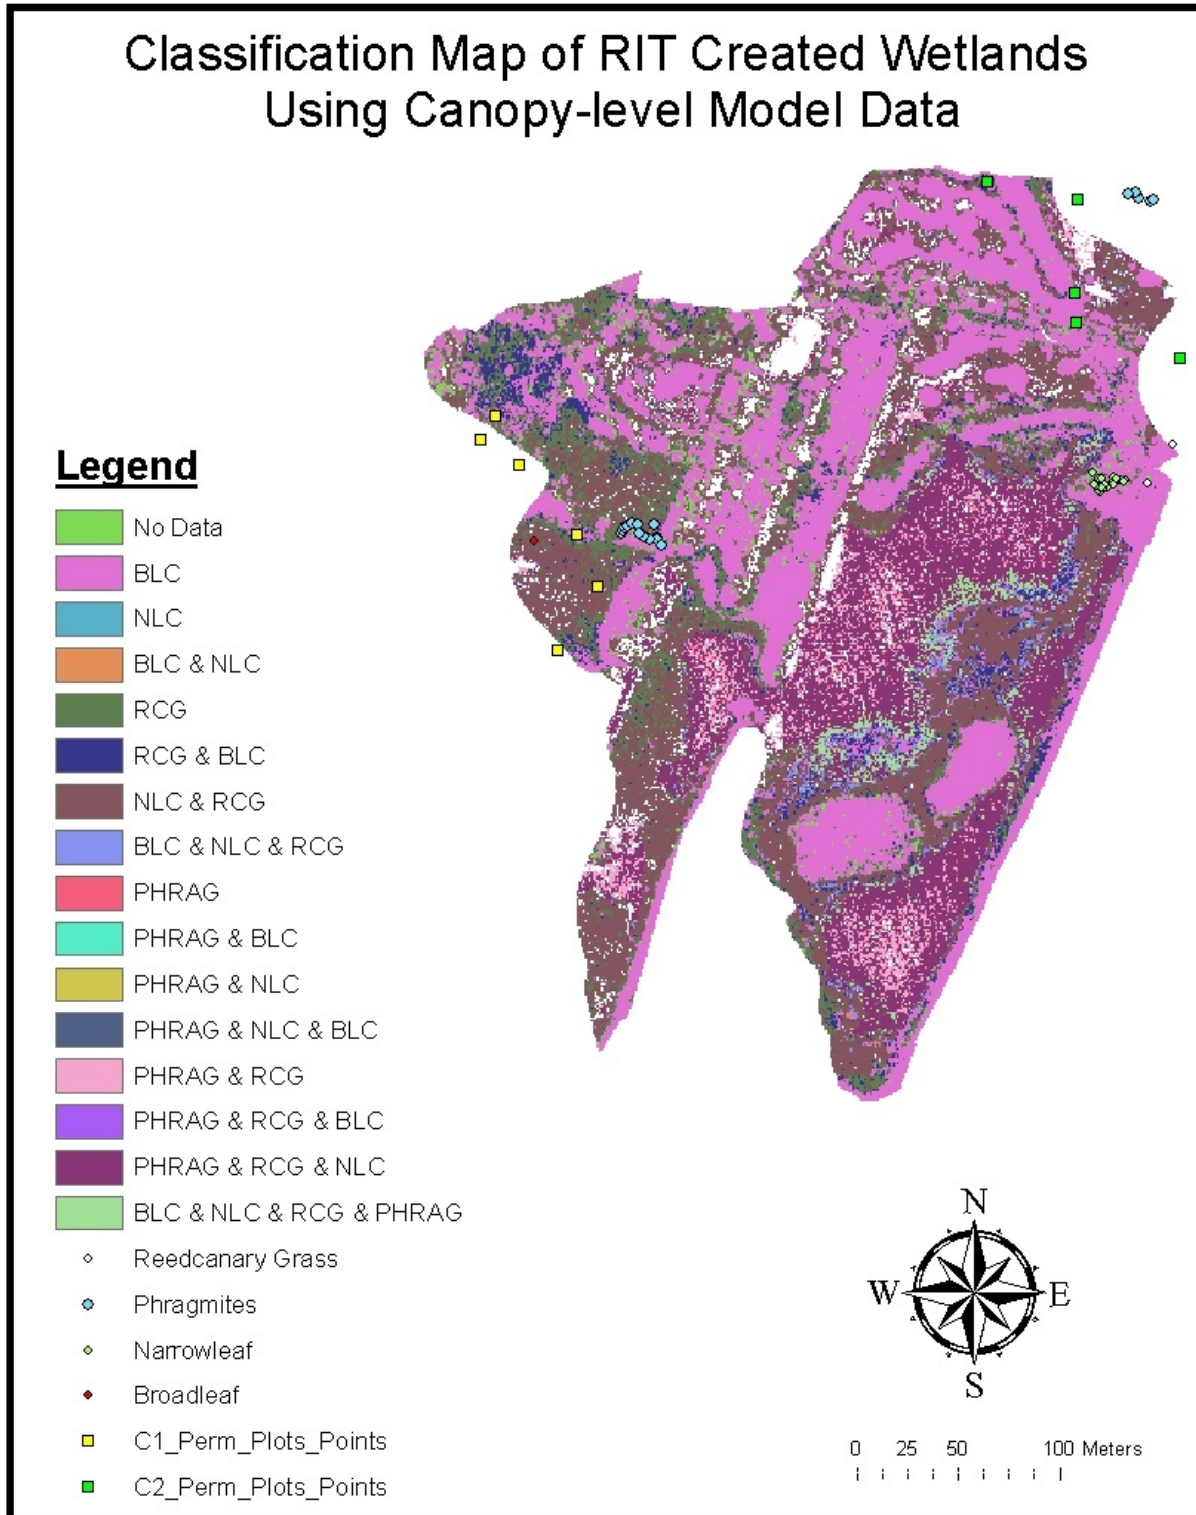 Classification Map of RIT Created Wetlands
Using Canopy-level Model Data
Legend
No Data
BLC
NLC
BLC & NLC
RCG
RCG & BLC
NLC & RCG
BLC & NLC & RCG
PHRAG
PHRAG & BLC
PHRAG & NLC
PHRAG & NLC & BLC
PHRAG & RCG
PHRAG & RCG & BLC
PHRAG & RCG & NLC
BLC & NLC & RCG & PHRAG
Reedcanary Grass
Phragmites
Narrowleaf
Broadleaf
C1_Perm_Plots_Points
C2_Perm_Plots_Points
N
W E
S
0 25 50 100 Meters